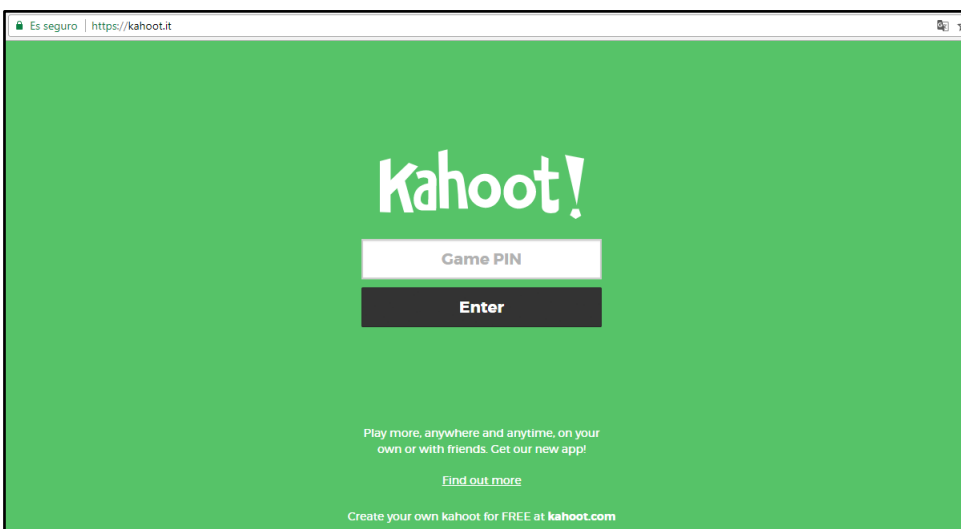 Es seguro | https://kahoot.it
Kahoot!
Game PIN
Enter
Play more, anywhere and anytime, on your
own or with friends. Get our new app!
Find out more
Create your own kahoot for FREE at kahoot.com